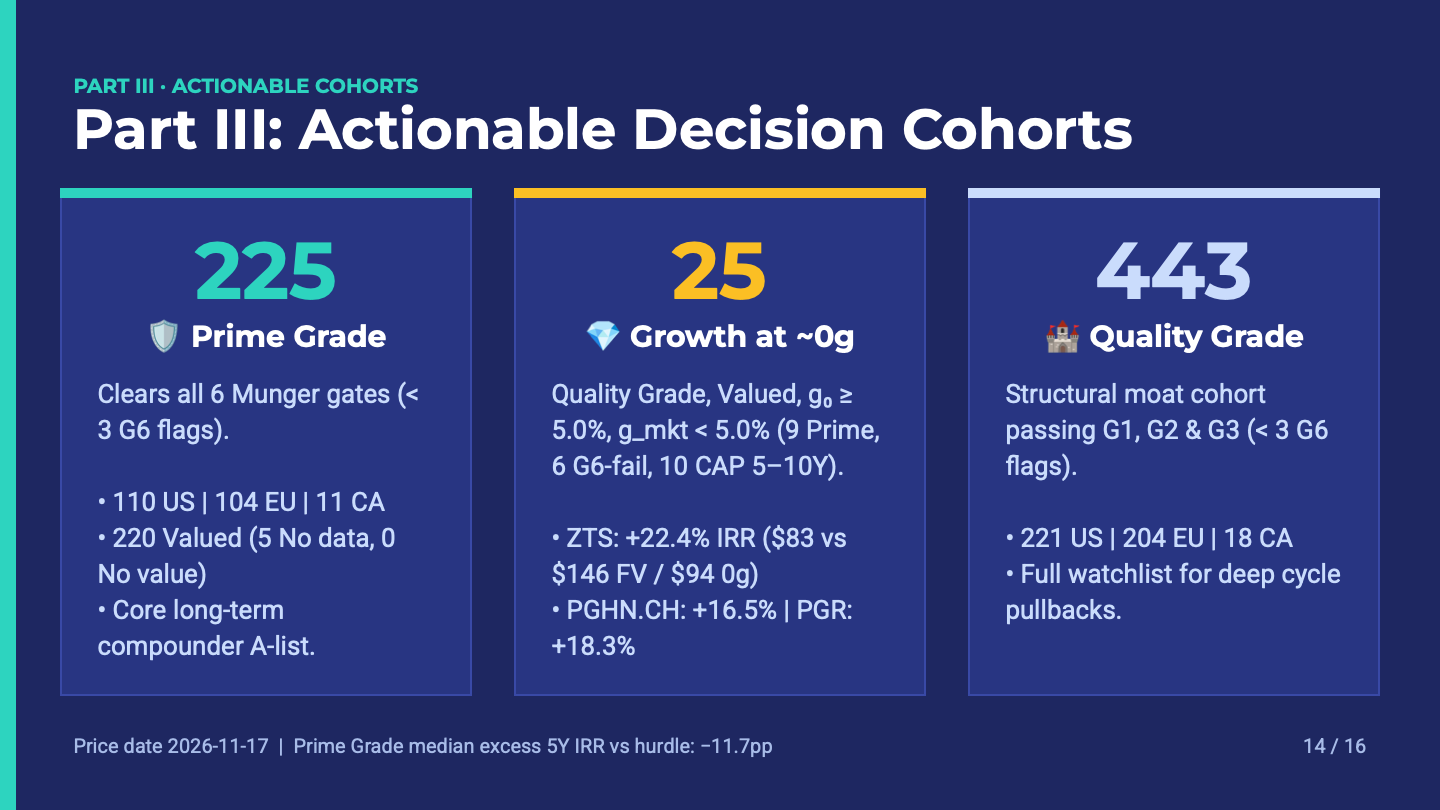 PART III · ACTIONABLE COHORTS
Part III: Actionable Decision Cohorts
225
🛡️ Prime Grade
Clears all 6 Munger gates (<
3 G6 flags).
• 110 US | 104 EU | 11 CA
• 220 Valued (5 No data, 0
No value)
• Core long-term
compounder A-list.
25
💎 Growth at ~0g
Quality Grade, Valued, g₀ ≥
5.0%, g_mkt < 5.0% (9 Prime,
6 G6-fail, 10 CAP 5–10Y).
• ZTS: +22.4% IRR ($83 vs
$146 FV / $94 0g)
• PGHN.CH: +16.5% | PGR:
+18.3%
443
🏰 Quality Grade
Structural moat cohort
passing G1, G2 & G3 (< 3 G6
flags).
• 221 US | 204 EU | 18 CA
• Full watchlist for deep cycle
pullbacks.
Price date 2026-11-17 | Prime Grade median excess 5Y IRR vs hurdle: −11.7pp
14 / 16